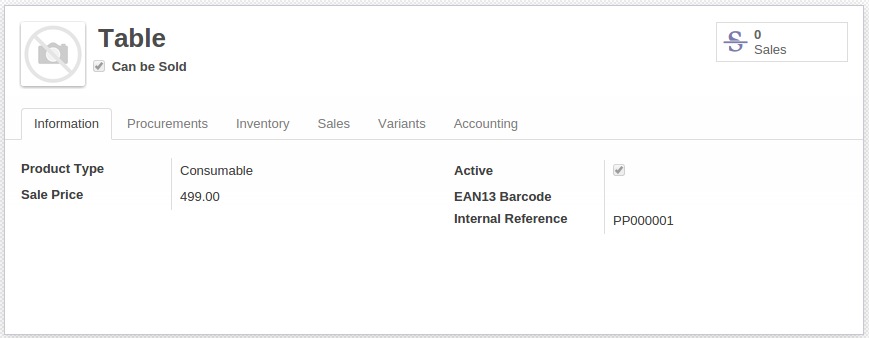 Table
Can be Sold
0
Sales
Information Procurements Inventory Sales Variants Accounting
Product Type Consumable
Sale Price 499.00
Active
EAN13 Barcode
Internal Reference PP000001